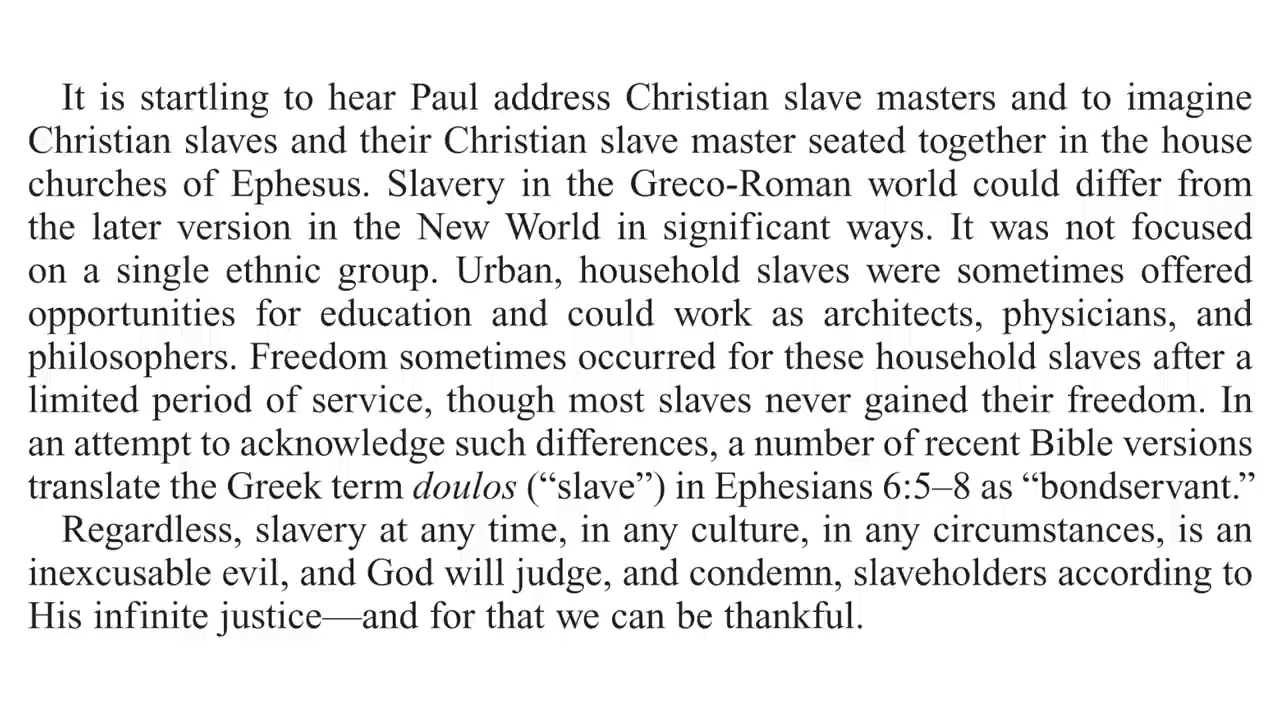 It is startling to hear Paul address Christian slave masters and to imagine
Christian slaves and their Christian slave master seated together in the house
churches of Ephesus. Slavery in the Greco-Roman world could differ from
the later version in the New World in significant ways. It was not focused
on a single ethnic group. Urban, household slaves were sometimes offered
opportunities for education and could work as architects, physicians, and
philosophers. Freedom sometimes occurred for these household slaves after a
limited period of service, though most slaves never gained their freedom. In
an attempt to acknowledge such differences, a number of recent Bible versions
translate the Greek term doulos (“slave”) in Ephesians 6:5–8 as “bondservant.”
Regardless, slavery at any time, in any culture, in any circumstances, is an
inexcusable evil, and God will judge, and condemn, slaveholders according to
His infinite justice—and for that we can be thankful.